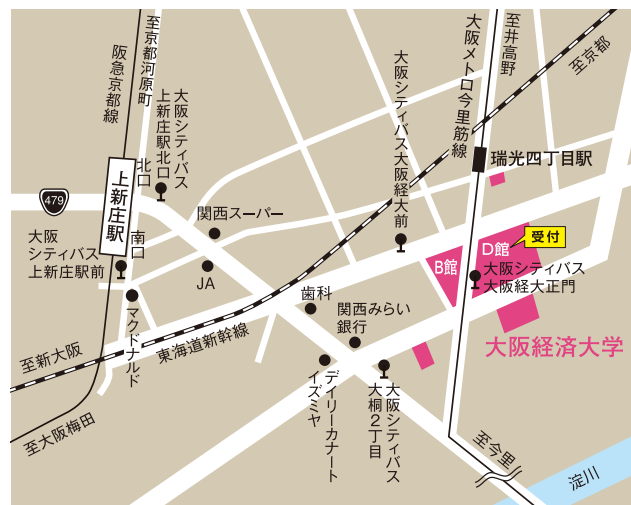 至京都河原町
阪急京都線
大阪シティバス
上新庄駅北口
北口
479
上新庄駅
南口
大阪
シティバス
上新庄駅前
マクドナルド
関西スーパー
JA
大阪シティバス大阪経大前
大阪メトロ今里筋線
至井高野
至京都
瑞光四丁目駅
B館
D館
受付
大阪シティバス
大阪経大正門
大阪経済大学
歯科
関西みらい
銀行
東海道新幹線
至新大阪
至大阪梅田
デイリーカナート
イズミヤ
大阪シティバス
大桐2丁目
至今里
淀川